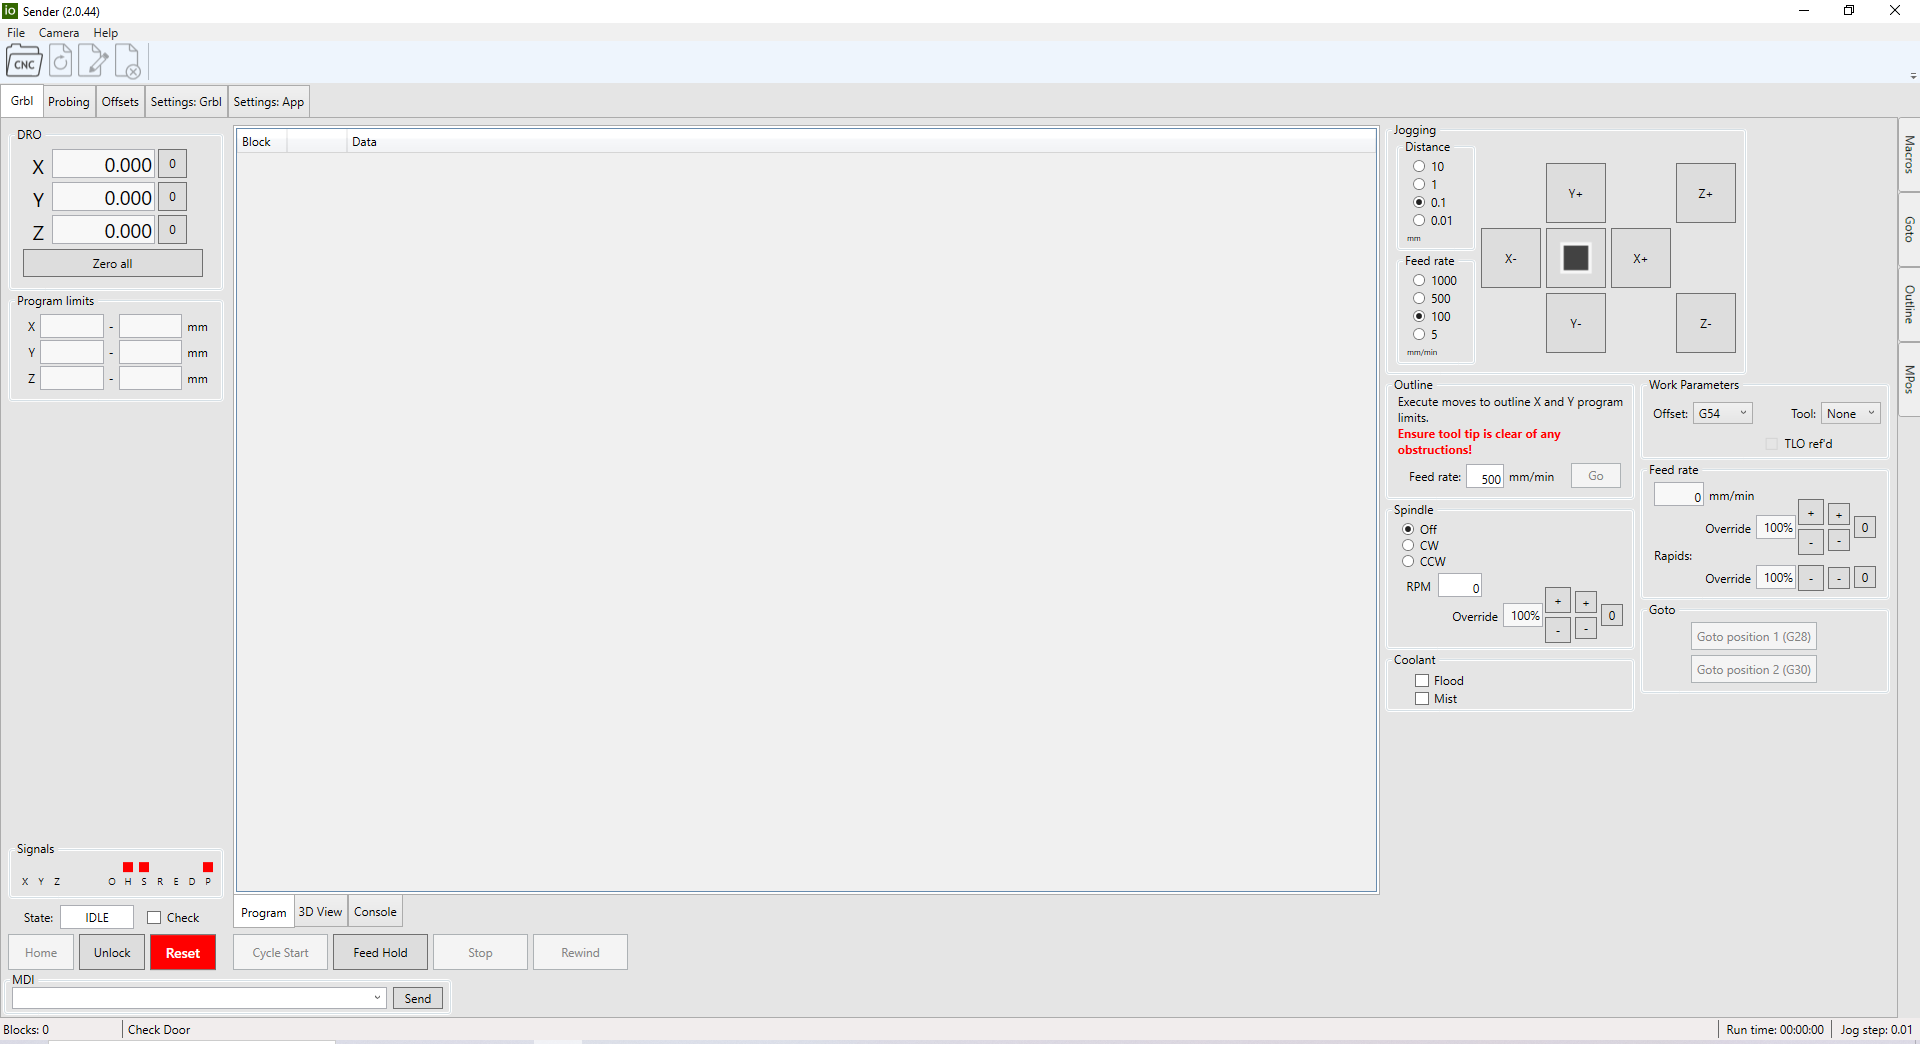 io Sender (2.0.44)
File Camera Help
CNC
Grbl Probing Offsets Settings: Grbl Settings: App
DRO
X 0.000 0
Y 0.000 0
Z 0.000 0
Zero all
Program limits
X - mm
Y - mm
Z - mm
Signals
X Y Z O H S R E D P
State: IDLE Check
Home Unlock Reset
MDI
Send
Block Data
Program 3D View Console
Cycle Start Feed Hold Stop Rewind
Jogging
Distance
10
1
0.1
0.01
mm
Feed rate
1000
500
100
5
mm/min
Y+ Z+
X- X+
Y- Z-
Outline
Execute moves to outline X and Y program
limits.
Ensure tool tip is clear of any
obstructions!
Feed rate: 500 mm/min Go
Spindle
Off
CW
CCW
RPM 0
Override 100% + + 0
- -
Coolant
Flood
Mist
Work Parameters
Offset: G54 Tool: None
TLO ref'd
Feed rate
0 mm/min
Override 100% + + 0
- -
Rapids:
Override 100% - - 0
Goto
Goto position 1 (G28)
Goto position 2 (G30)
Macros
Goto
Outline
MPos
Blocks: 0 Check Door Run time: 00:00:00 Jog step: 0.01